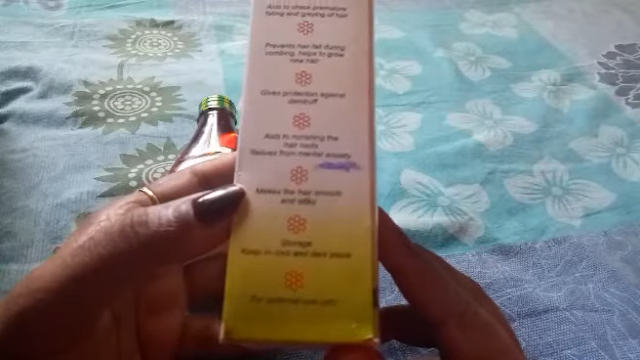 Aids to check premature
falling and greying of hair
Prevents hair fall during
combing, helps to grow
new hair
Gives protection against
dandruff
Aids to nourishing the
hair roots
Relives from mental anxiety
Makes the hair smooth
and silky
Storage
Keep in cool and dark place
For external use only